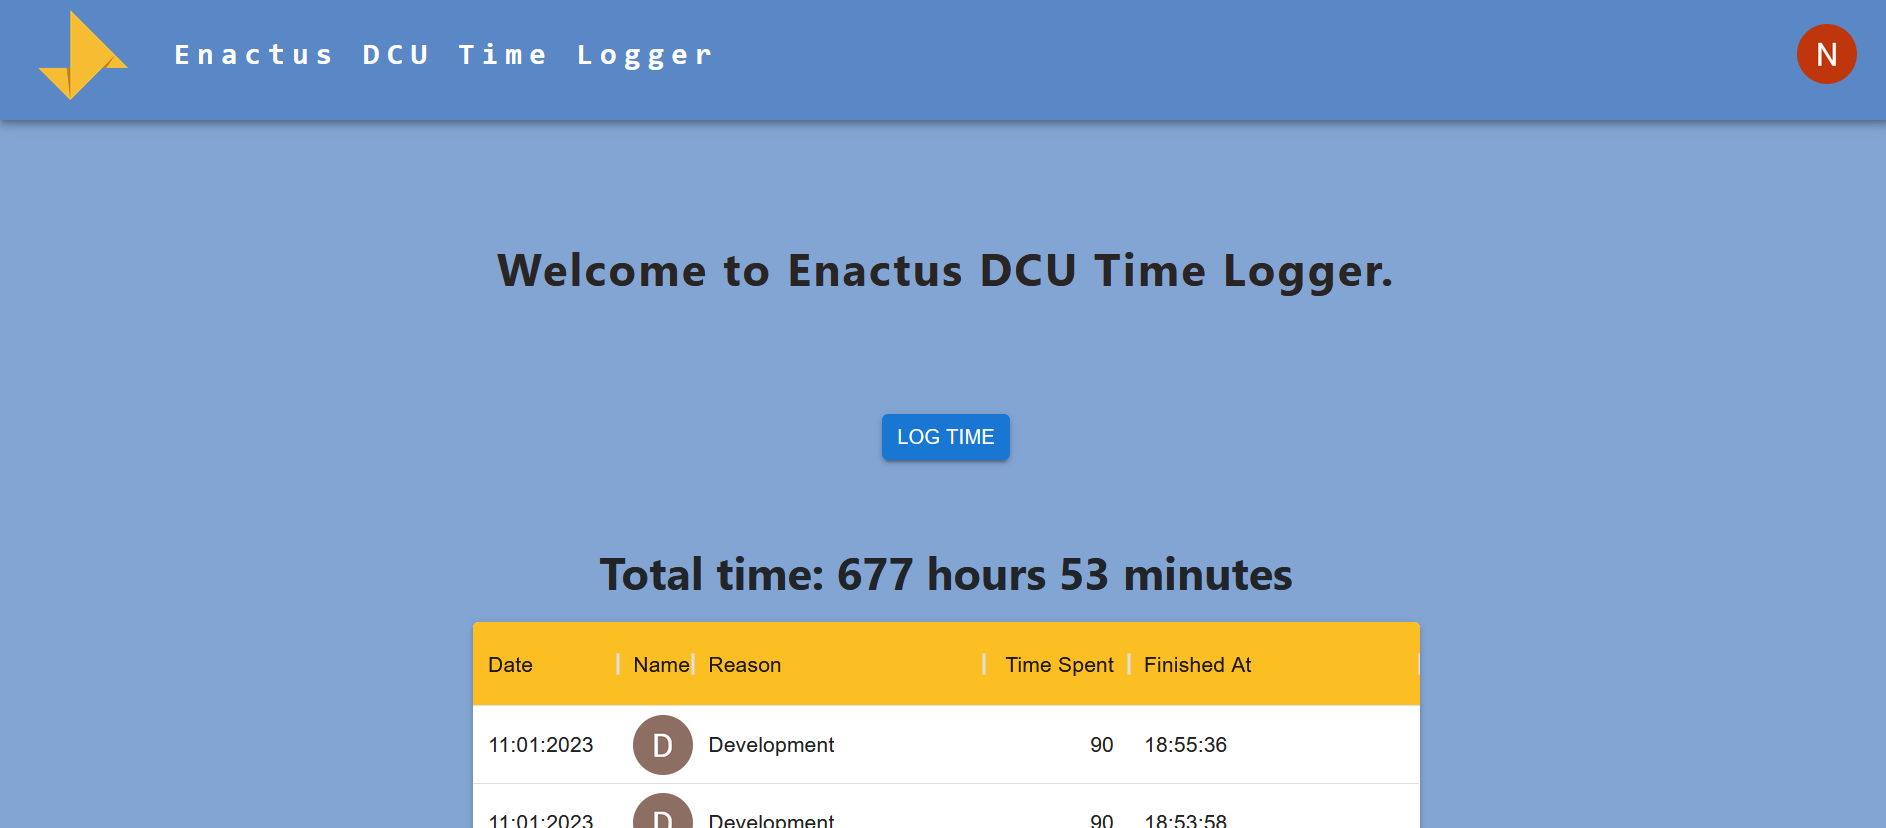 Enactus DCU Time Logger
N
Welcome to Enactus DCU Time Logger.
LOG TIME
Total time: 677 hours 53 minutes
Date Name Reason Time Spent Finished At
11:01:2023 D Development 90 18:55:36
11:01:2023 D Development 90 18:53:58